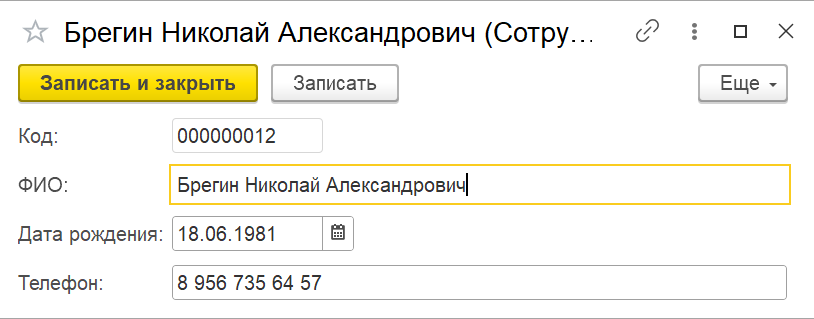 Брегин Николай Александрович (Сотру...
Записать и закрыть Записать Еще
Код: 000000012
ФИО: Брегин Николай Александрович
Дата рождения: 18.06.1981
Телефон: 8 956 735 64 57